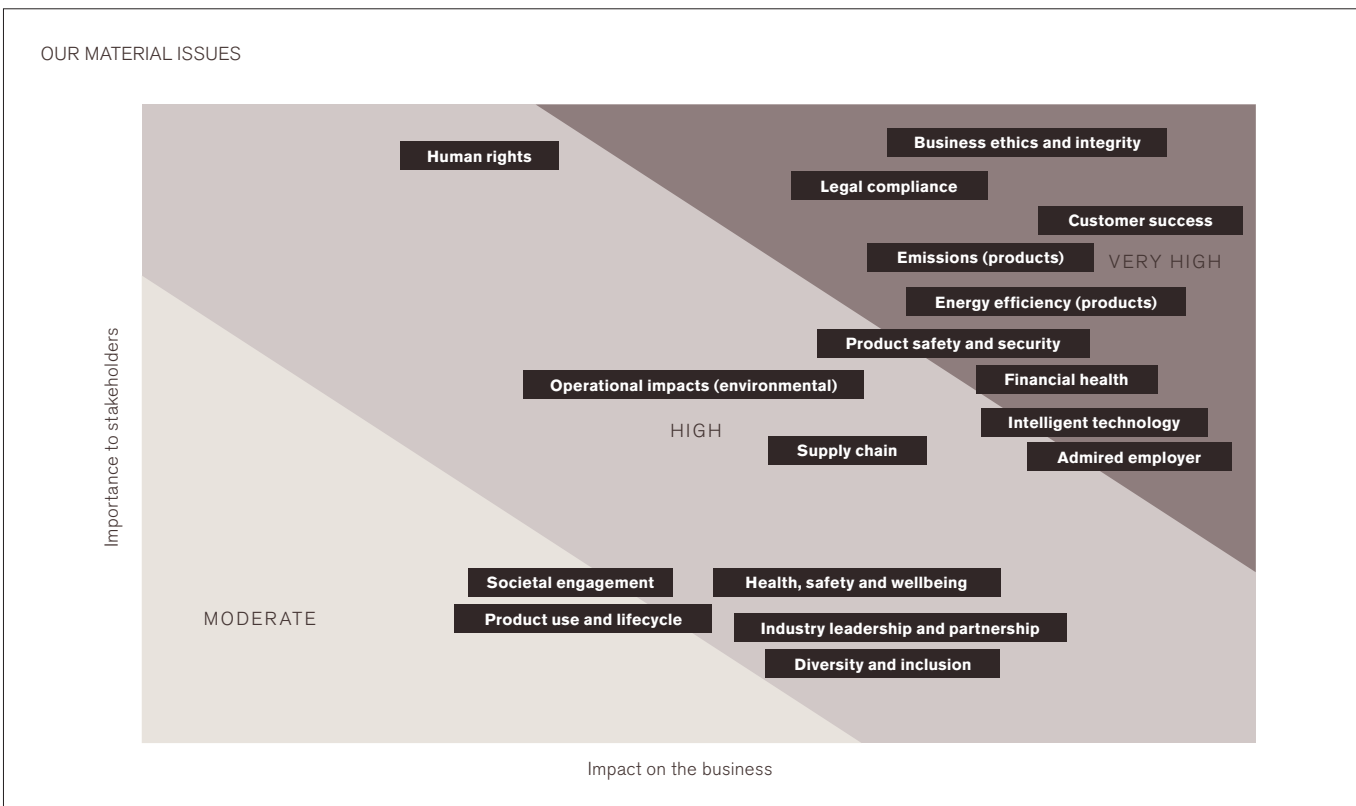 OUR MATERIAL ISSUES
Business ethics and integrity
Human rights
Legal compliance
Customer success
Emissions (products)
VERY HIGH
Energy efficiency (products)
Product safety and security
Financial health
Operational impacts (environmental)
Intelligent technology
HIGH
Supply chain
Admired employer
Importance to stakeholders
Societal engagement
Health, safety and wellbeing
MODERATE
Product use and lifecycle
Industry leadership and partnership
Diversity and inclusion
Impact on the business